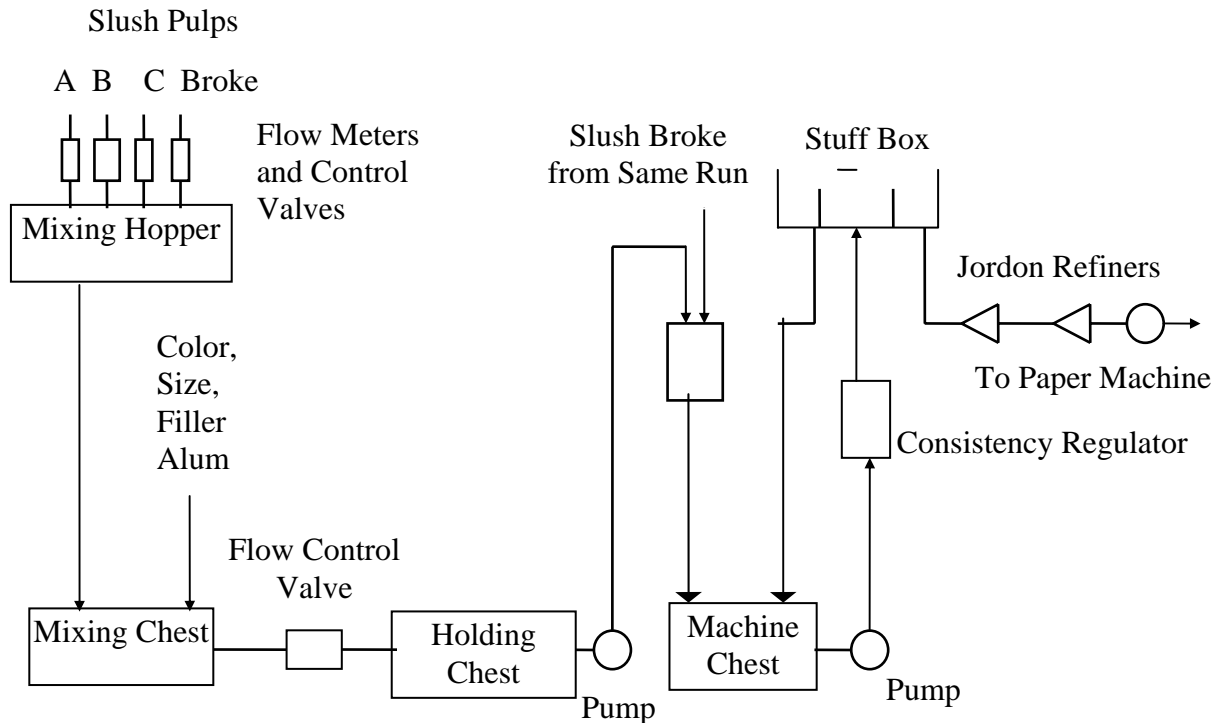 Slush Pulps
A B C Broke
Flow Meters
and Control
Valves
Mixing Hopper
Color,
Size,
Filler
Alum
Mixing Chest
Flow Control
Valve
Holding
Chest
Pump
Slush Broke
from Same Run
Stuff Box
Jordon Refiners
To Paper Machine
Consistency Regulator
Machine
Chest
Pump